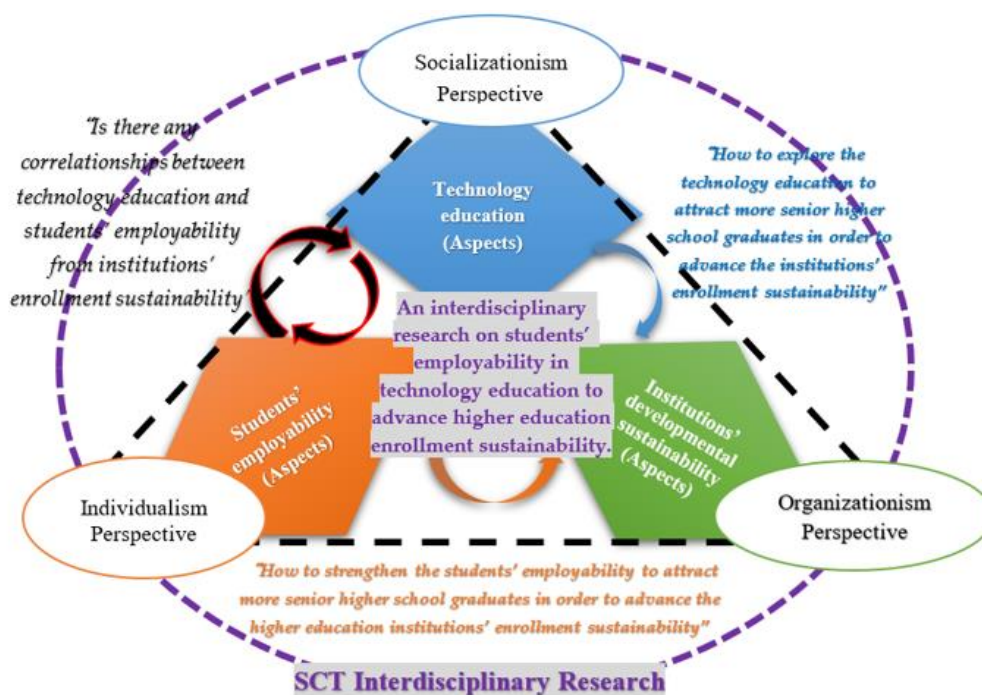 Socializationism
Perspective
"Is there any
correlationships between
technology education and
students' employability
from institutions'
enrollment sustainability
Technology
education
(Aspects)
"How to explore the
technology education to
attract more senior higher
school graduates in order to
advance the institutions'
enrollment sustainability"
An interdisciplinary
research on students'
employability in
technology education to
advance higher education
enrollment sustainability.
Students'
employability
(Aspects)
Institutions'
developmental
sustainability
(Aspects)
Individualism
Perspective
Organizationism
Perspective
"How to strengthen the students' employability to attract
more senior higher school graduates in order to advance the
higher education institutions' enrollment sustainability"
SCT Interdisciplinary Research